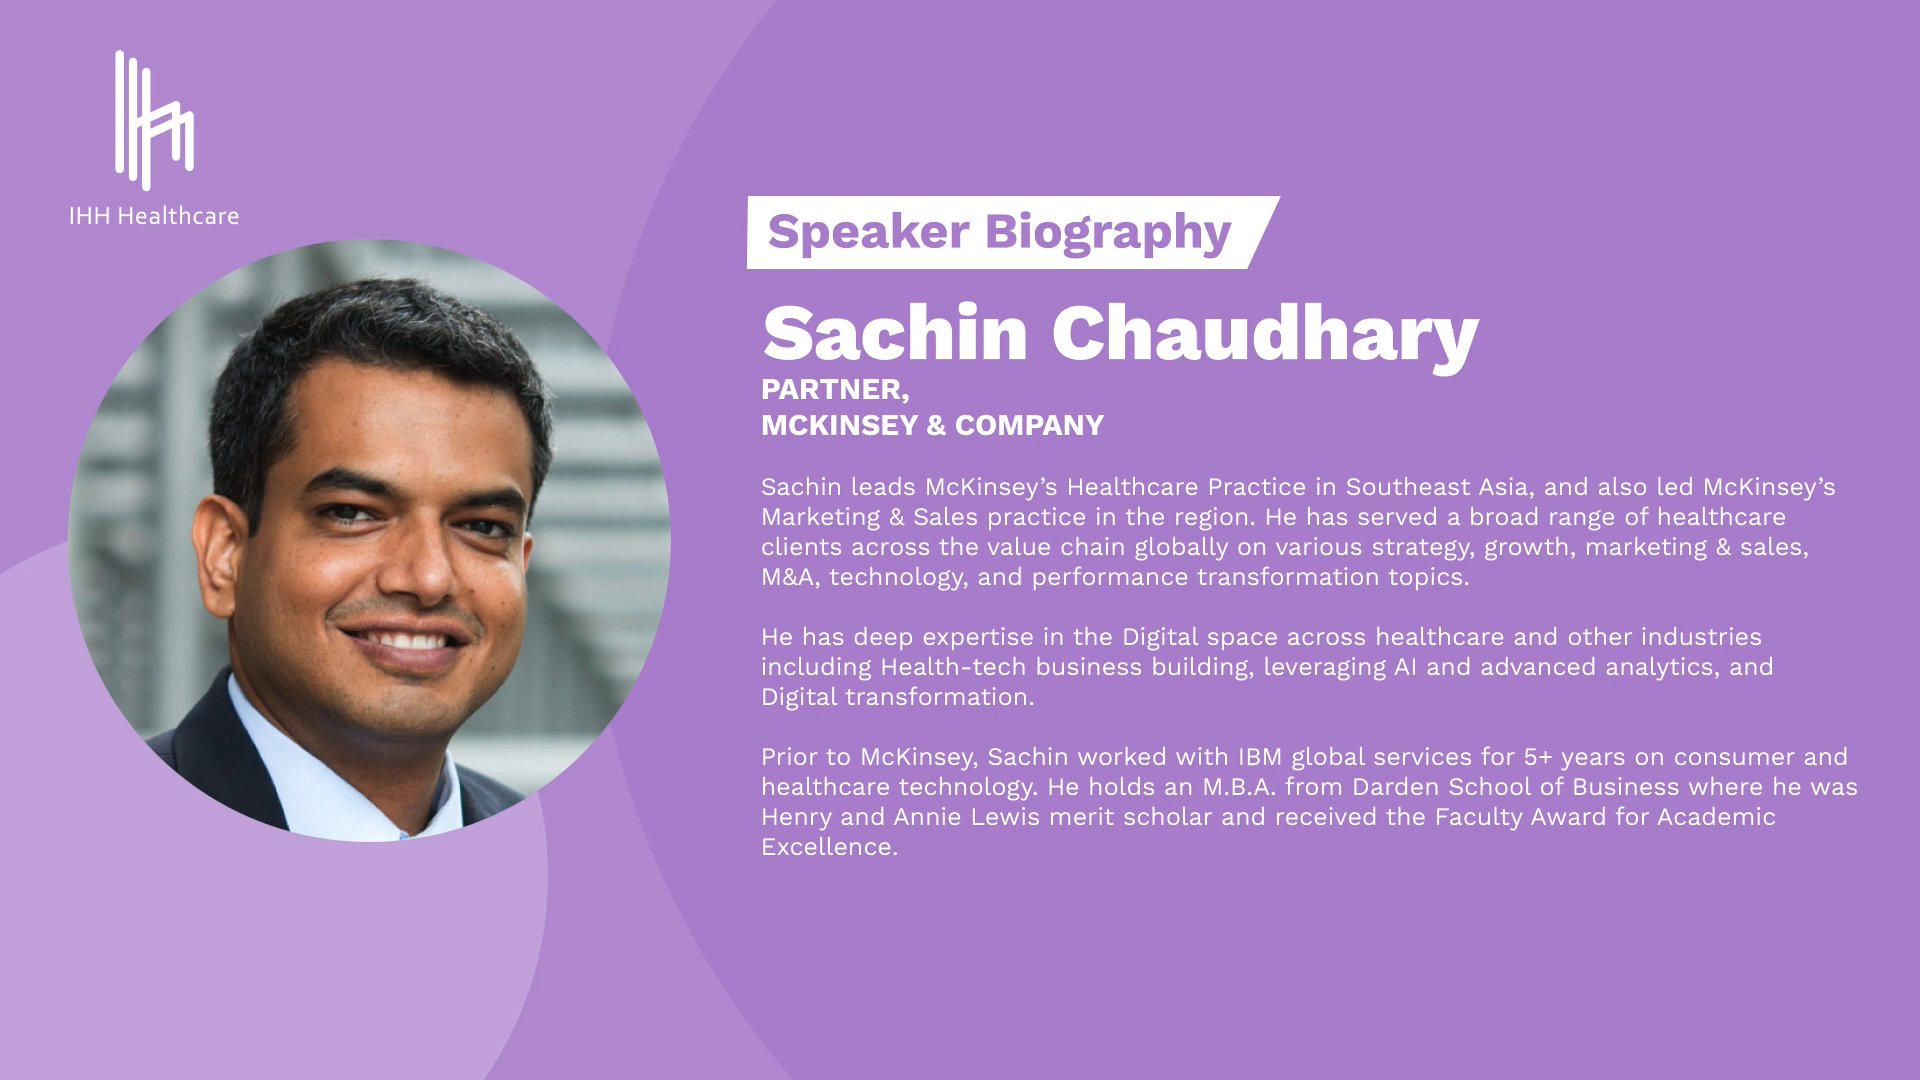 IHH Healthcare
Speaker Biography
Sachin Chaudhary
PARTNER,
MCKINSEY & COMPANY
Sachin leads McKinsey’s Healthcare Practice in Southeast Asia, and also led McKinsey’s
Marketing & Sales practice in the region. He has served a broad range of healthcare
clients across the value chain globally on various strategy, growth, marketing & sales,
M&A, technology, and performance transformation topics.
He has deep expertise in the Digital space across healthcare and other industries
including Health-tech business building, leveraging AI and advanced analytics, and
Digital transformation.
Prior to McKinsey, Sachin worked with IBM global services for 5+ years on consumer and
healthcare technology. He holds an M.B.A. from Darden School of Business where he was
Henry and Annie Lewis merit scholar and received the Faculty Award for Academic
Excellence.